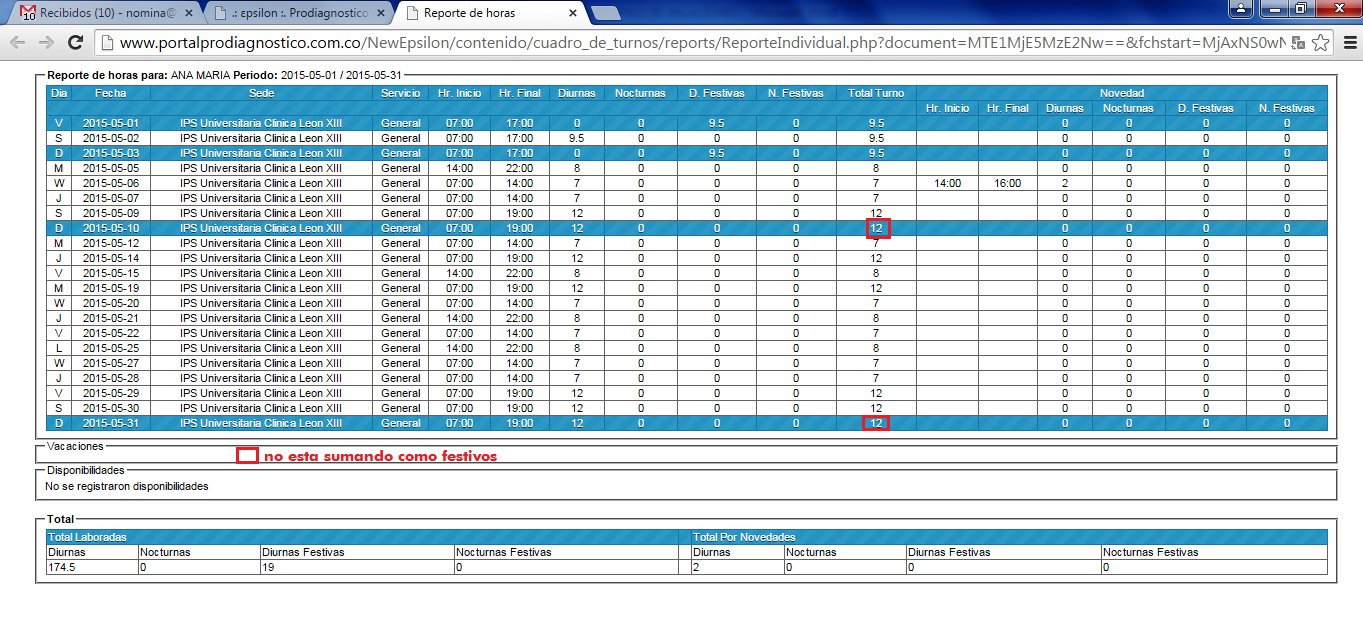 Recibidos (10) - nomina@
.: εpsilon :. Prodiagnostico
Reporte de horas
www.portalprodiagnostico.com.co/NewEpsilon/contenido/cuadro_de_turnos/reports/ReporteIndividual.php?document=MTE1MjE5MzE2Nw==&fchstart=MjAxNS0wN
Reporte de horas para: ANA MARIA Periodo: 2015-05-01 / 2015-05-31
Dia Fecha Sede Servicio Hr. Inicio Hr. Final Diurnas Nocturnas D. Festivas N. Festivas Total Turno Novedad
Hr. Inicio Hr. Final Diurnas Nocturnas D. Festivas N. Festivas
V 2015-05-01 IPS Universitaria Clinica Leon XIII General 07:00 17:00 0 0 9.5 0 9.5 0 0 0 0
S 2015-05-02 IPS Universitaria Clinica Leon XIII General 07:00 17:00 9.5 0 0 0 9.5 0 0 0 0
D 2015-05-03 IPS Universitaria Clinica Leon XIII General 07:00 17:00 0 0 9.5 0 9.5 0 0 0 0
M 2015-05-05 IPS Universitaria Clinica Leon XIII General 14:00 22:00 8 0 0 0 8 0 0 0 0
W 2015-05-06 IPS Universitaria Clinica Leon XIII General 07:00 14:00 7 0 0 0 7 14:00 16:00 2 0 0 0
J 2015-05-07 IPS Universitaria Clinica Leon XIII General 07:00 14:00 7 0 0 0 7 0 0 0 0
S 2015-05-09 IPS Universitaria Clinica Leon XIII General 07:00 19:00 12 0 0 0 12 0 0 0 0
D 2015-05-10 IPS Universitaria Clinica Leon XIII General 07:00 19:00 12 0 0 0 12 0 0 0 0
M 2015-05-12 IPS Universitaria Clinica Leon XIII General 07:00 14:00 7 0 0 0 7 0 0 0 0
J 2015-05-14 IPS Universitaria Clinica Leon XIII General 07:00 19:00 12 0 0 0 12 0 0 0 0
V 2015-05-15 IPS Universitaria Clinica Leon XIII General 14:00 22:00 8 0 0 0 8 0 0 0 0
M 2015-05-19 IPS Universitaria Clinica Leon XIII General 07:00 19:00 12 0 0 0 12 0 0 0 0
W 2015-05-20 IPS Universitaria Clinica Leon XIII General 07:00 14:00 7 0 0 0 7 0 0 0 0
J 2015-05-21 IPS Universitaria Clinica Leon XIII General 14:00 22:00 8 0 0 0 8 0 0 0 0
V 2015-05-22 IPS Universitaria Clinica Leon XIII General 07:00 14:00 7 0 0 0 7 0 0 0 0
L 2015-05-25 IPS Universitaria Clinica Leon XIII General 14:00 22:00 8 0 0 0 8 0 0 0 0
W 2015-05-27 IPS Universitaria Clinica Leon XIII General 07:00 14:00 7 0 0 0 7 0 0 0 0
J 2015-05-28 IPS Universitaria Clinica Leon XIII General 07:00 14:00 7 0 0 0 7 0 0 0 0
V 2015-05-29 IPS Universitaria Clinica Leon XIII General 07:00 19:00 12 0 0 0 12 0 0 0 0
S 2015-05-30 IPS Universitaria Clinica Leon XIII General 07:00 19:00 12 0 0 0 12 0 0 0 0
D 2015-05-31 IPS Universitaria Clinica Leon XIII General 07:00 19:00 12 0 0 0 12 0 0 0 0
Vacaciones
no esta sumando como festivos
Disponibilidades
No se registraron disponibilidades
Total
Total Laboradas Total Por Novedades
Diurnas Nocturnas Diurnas Festivas Nocturnas Festivas Diurnas Nocturnas Diurnas Festivas Nocturnas Festivas
174.5 0 19 0 2 0 0 0